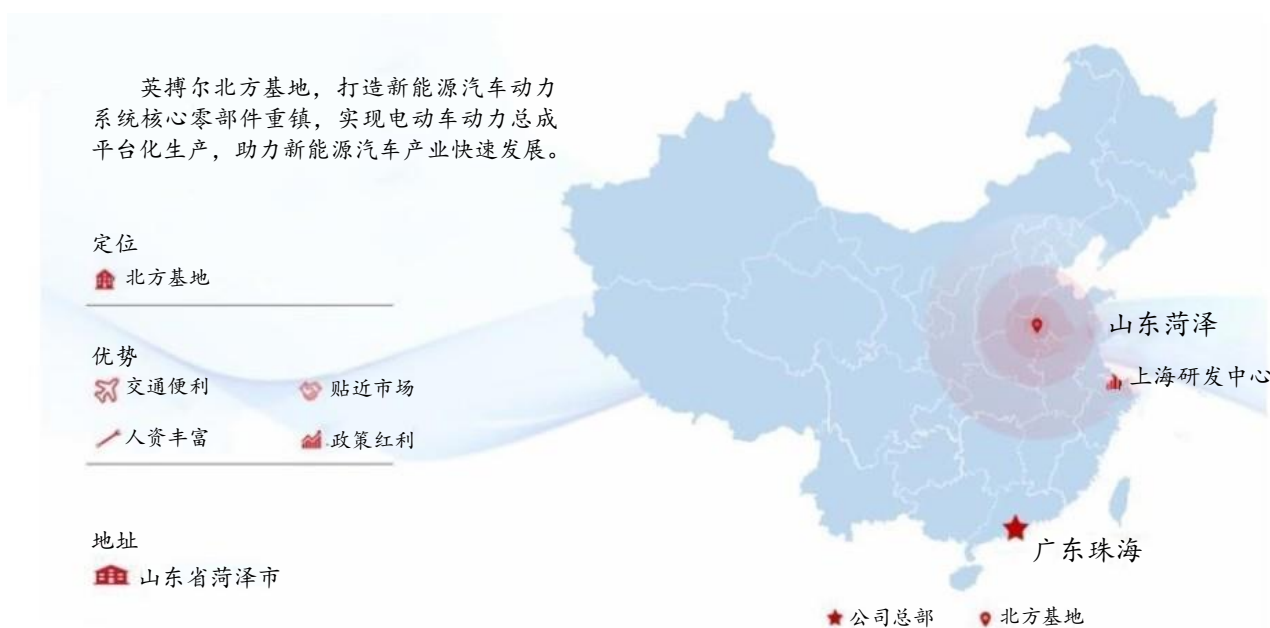 英搏尔北方基地，打造新能源汽车动力
系统核心零部件重镇，实现电动车动力总成
平台化生产，助力新能源汽车产业快速发展。
定位
北方基地
优势
交通便利
贴近市场
人资丰富
政策红利
地址
山东省菏泽市
山东菏泽
上海研发中心
广东珠海
公司总部
北方基地